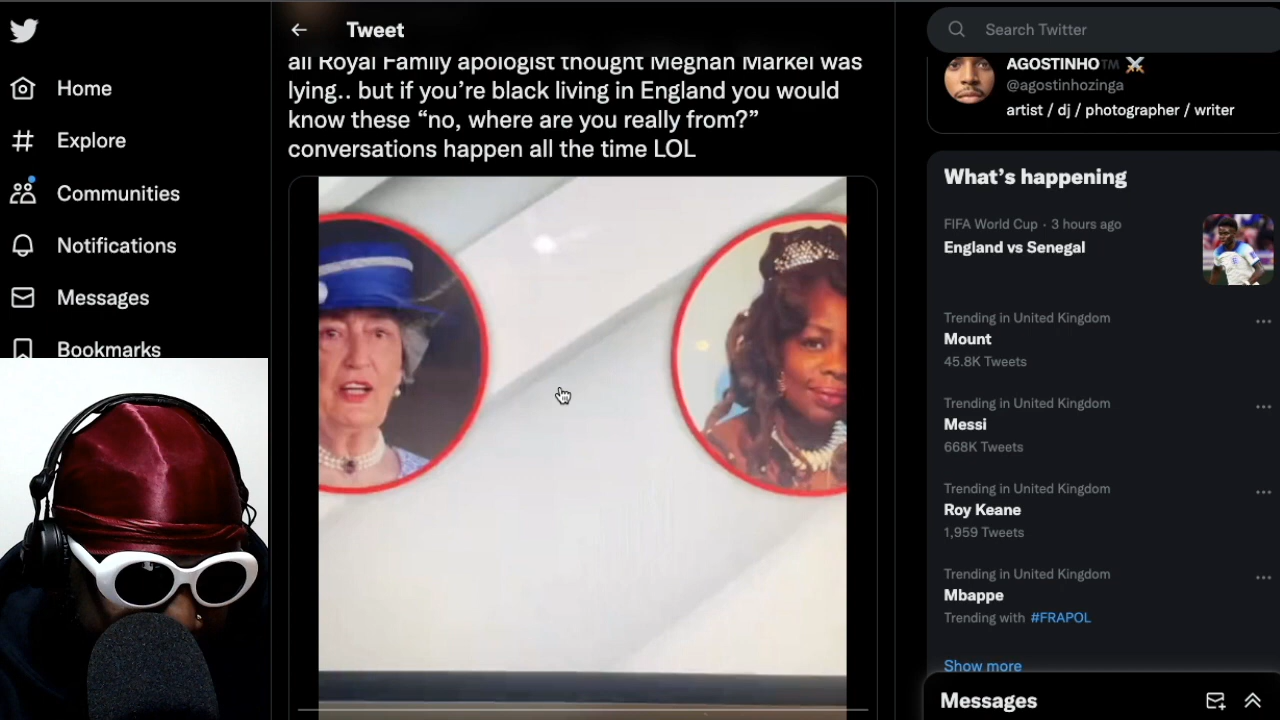 Tweet
Search Twitter
all Royal Family apologist thought Meghan Markel was
lying.. but if you’re black living in England you would
know these “no, where are you really from?”
conversations happen all the time LOL
Home
Explore
Communities
Notifications
Messages
Bookmarks
AGOSTINHO™ ⚔️
@agostinhozinga
artist / dj / photographer / writer
What’s happening
FIFA World Cup · 3 hours ago
England vs Senegal
Trending in United Kingdom
Mount
45.8K Tweets
Trending in United Kingdom
Messi
668K Tweets
Trending in United Kingdom
Roy Keane
1,959 Tweets
Trending in United Kingdom
Mbappe
Trending with #FRAPOL
Show more
Messages